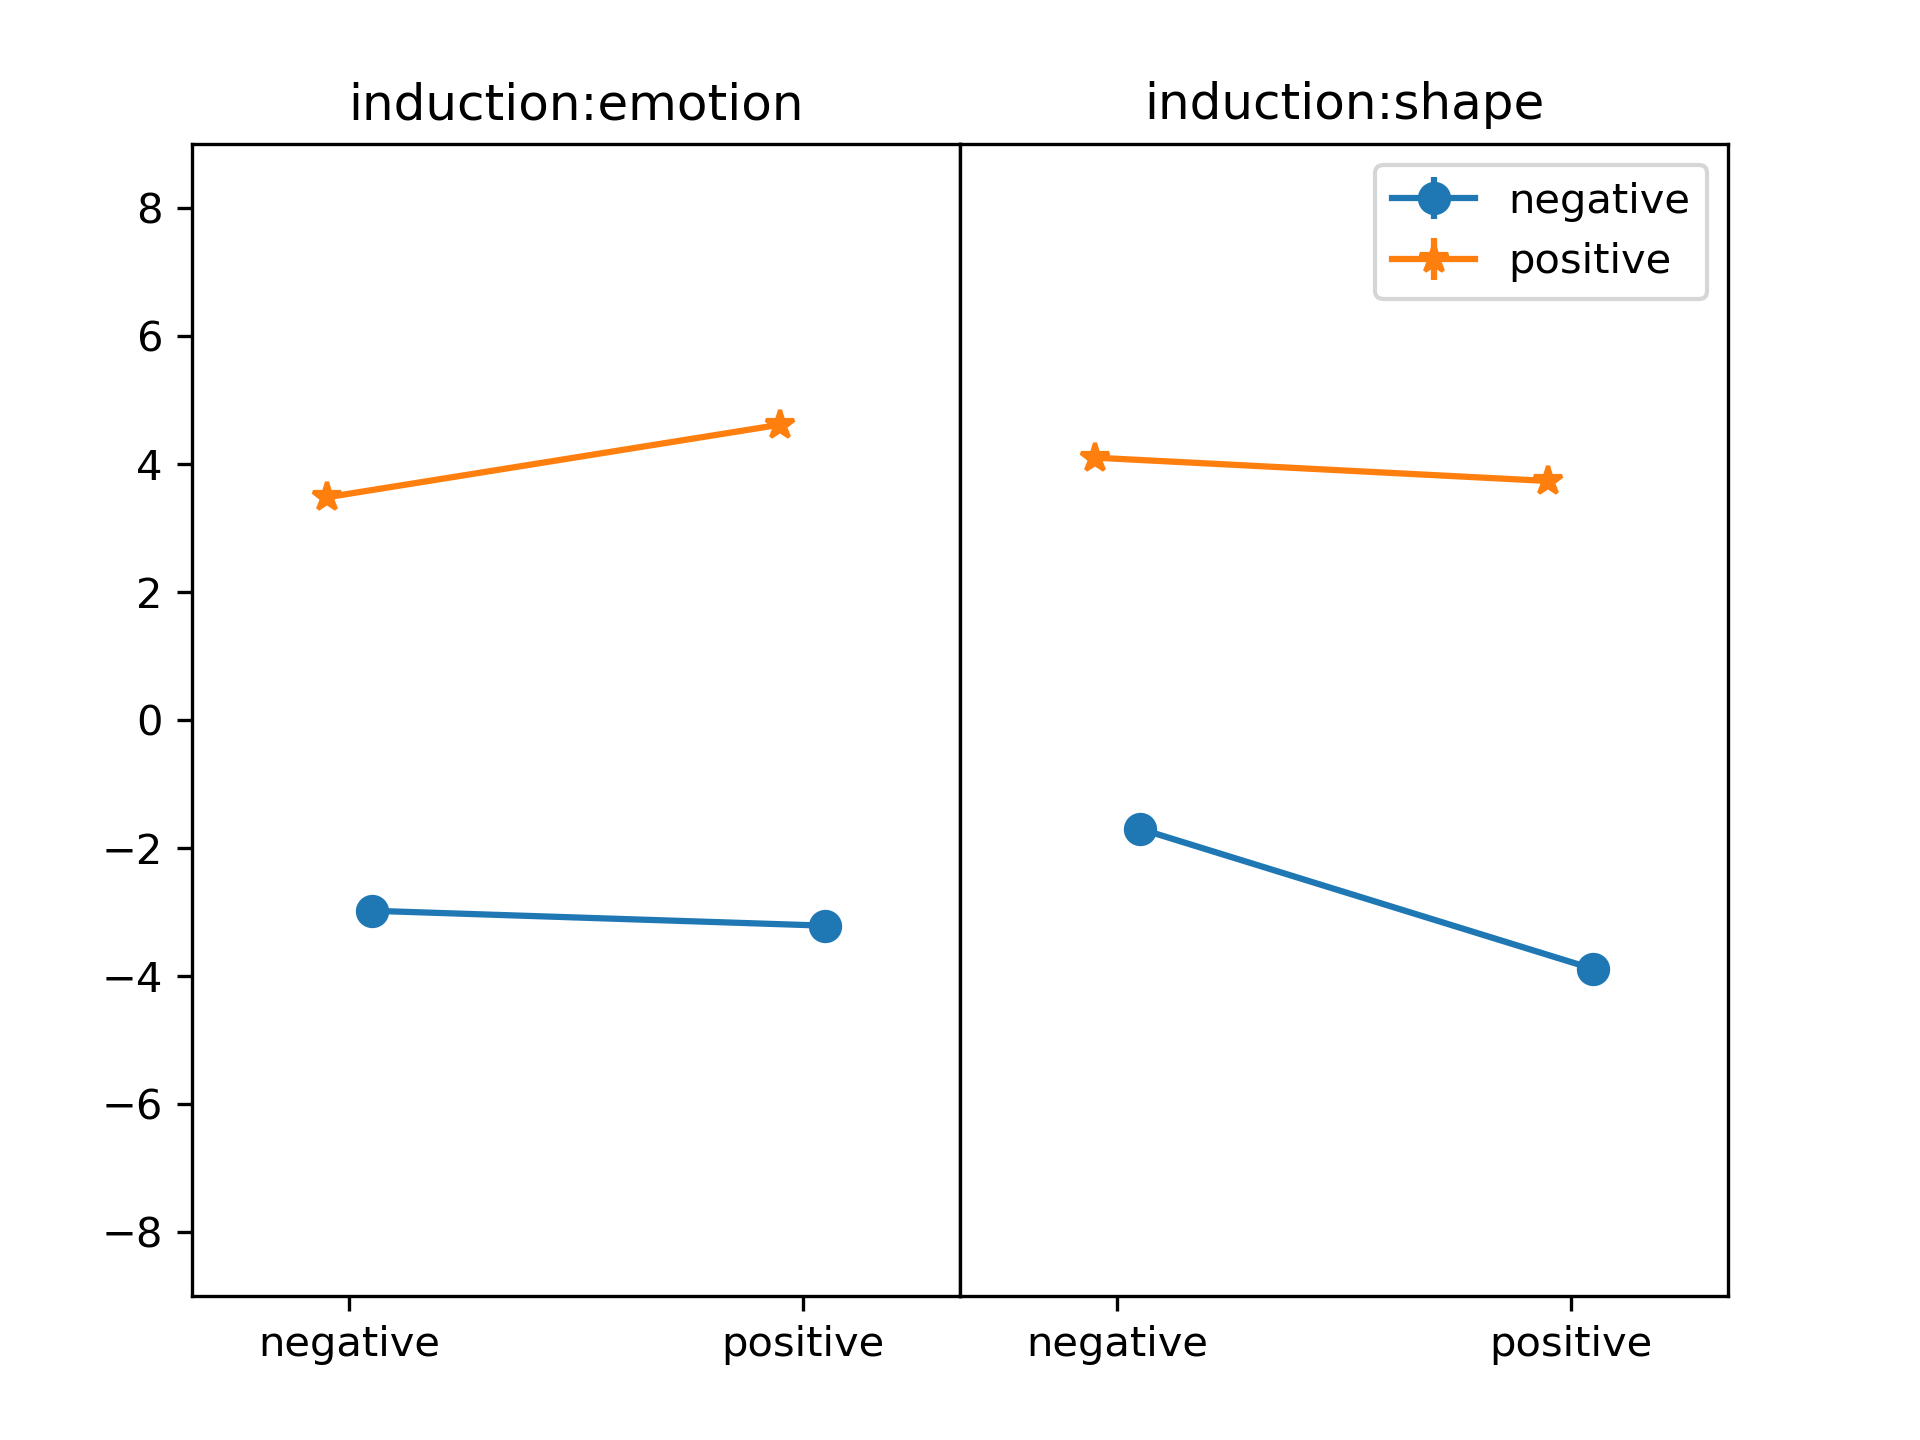 induction:emotion
induction:shape
negative
positive
8
6
4
2
0
−2
−4
−6
−8
negative positive negative positive